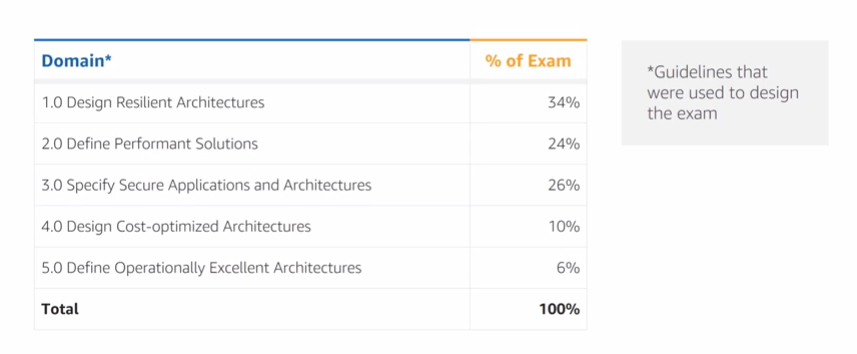 Domain* % of Exam
1.0 Design Resilient Architectures 34%
2.0 Define Performant Solutions 24%
3.0 Specify Secure Applications and Architectures 26%
4.0 Design Cost-optimized Architectures 10%
5.0 Define Operationally Excellent Architectures 6%
Total 100%
*Guidelines that
were used to design
the exam